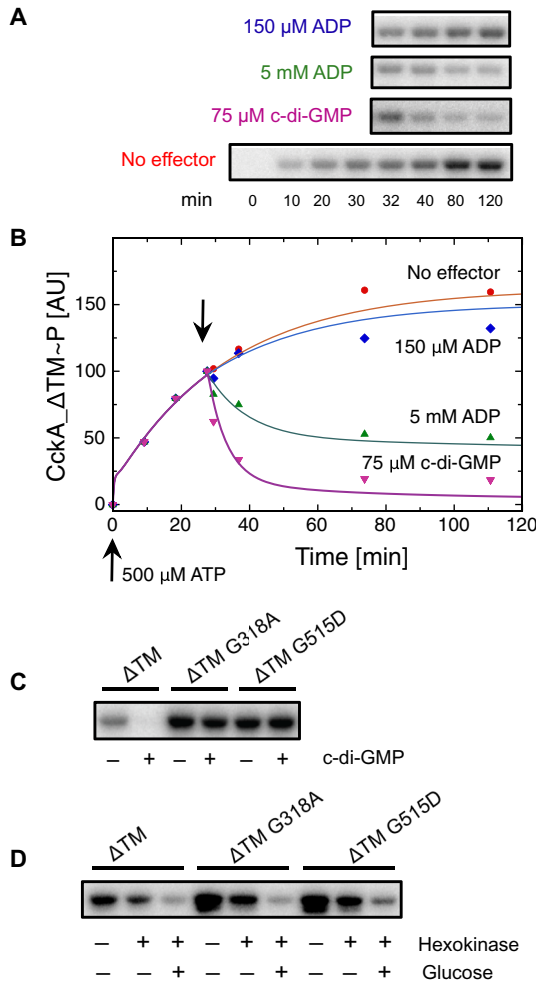 A
150 µM ADP
5 mM ADP
75 µM c-di-GMP
No effector
min 0 10 20 30 32 40 80 120
B
CckA_ΔTM~P [AU]
150
100
50
0
No effector
150 µM ADP
5 mM ADP
75 µM c-di-GMP
0 20 40 60 80 100 120
Time [min]
500 µM ATP
C
ΔTM ΔTM G318A ΔTM G515D
– + – + – + c-di-GMP
D
ΔTM ΔTM G318A ΔTM G515D
– + + – + + – + + Hexokinase
– – + – – + – – + Glucose